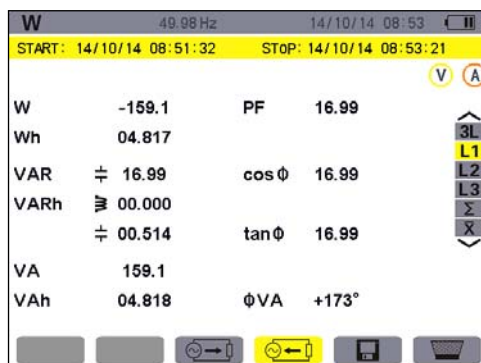 W 49.98 Hz 14/10/14 08:53
START: 14/10/14 08:51:32 STOP: 14/10/14 08:53:21
V A
W -159.1 PF 16.99
Wh 04.817
VAR 16.99 cos Φ 16.99
VARh 00.000
00.514 tan Φ 16.99
VA 159.1
VAh 04.818 ΦVA +173°
3L
L1
L2
L3
Σ
X̄